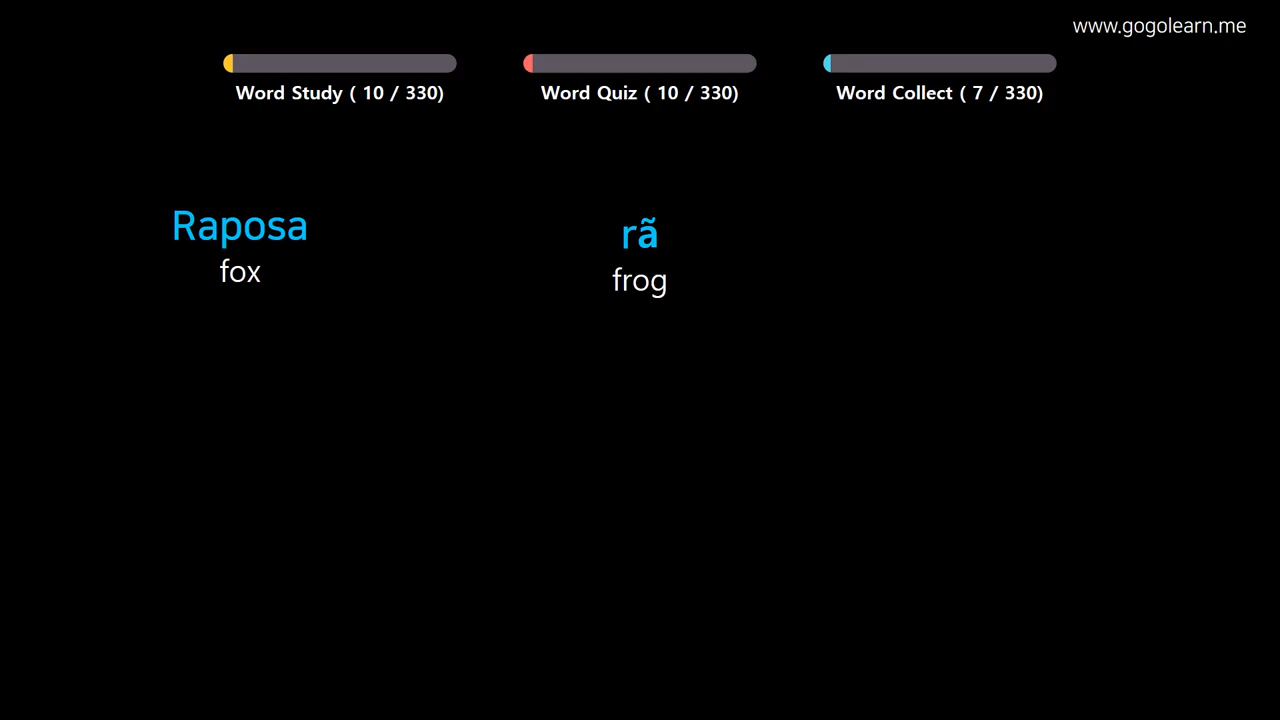 www.gogolearn.me
Word Study ( 10 / 330)
Word Quiz ( 10 / 330)
Word Collect ( 7 / 330)
Raposa
fox
rã
frog